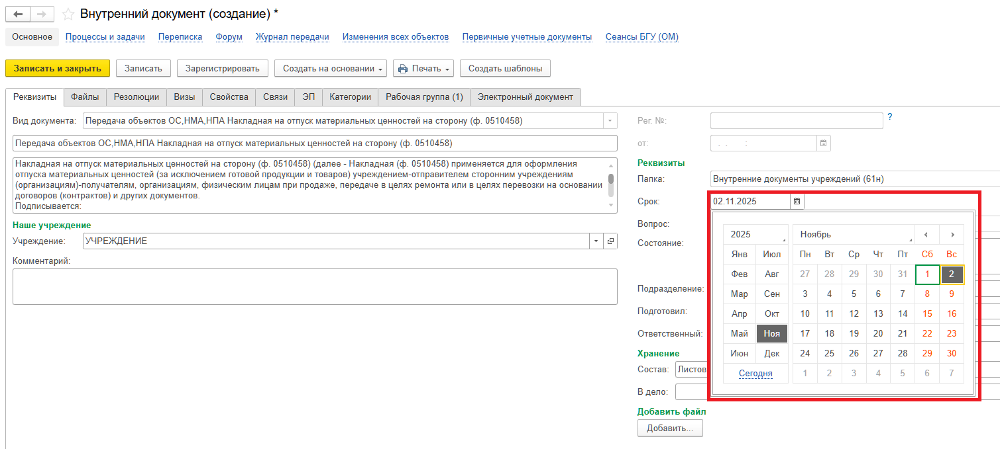 Внутренний документ (создание) *
Основное Процессы и задачи Переписка Форум Журнал передачи Изменения всех объектов Первичные учетные документы Сеансы БГУ (ОМ)
Записать и закрыть Записать Зарегистрировать Создать на основании Печать Создать шаблоны
Реквизиты Файлы Резолюции Визы Свойства Связи ЭП Категории Рабочая группа (1) Электронный документ
Вид документа: Передача объектов ОС,НМА,НПА Накладная на отпуск материальных ценностей на сторону (ф. 0510458)
Передача объектов ОС,НМА,НПА Накладная на отпуск материальных ценностей на сторону (ф. 0510458)
Накладная на отпуск материальных ценностей на сторону (ф. 0510458) (далее - Накладная (ф. 0510458) применяется для оформления
отпуска материальных ценностей (за исключением готовой продукции и товаров) учреждением-отправителем сторонним учреждениям
(организациям)-получателям, организациям, физическим лицам при продаже, передаче в целях ремонта или в целях перевозки на основании
договоров (контрактов) и других документов.
Подписывается:
Наше учреждение
Учреждение: УЧРЕЖДЕНИЕ
Комментарий:
Рег. №: ?
от: . . :
Реквизиты
Папка: Внутренние документы учреждений (61н)
Срок: 02.11.2025
Вопрос:
Состояние:
Подразделение:
Подготовил:
Ответственный:
Хранение
Состав: Листов
В дело:
Добавить файл
Добавить...
2025 Ноябрь ‹ ›
Янв Июл Пн Вт Ср Чт Пт Сб Вс
Фев Авг 27 28 29 30 31 1 2
Мар Сен 3 4 5 6 7 8 9
Апр Окт 10 11 12 13 14 15 16
Май Ноя 17 18 19 20 21 22 23
Июн Дек 24 25 26 27 28 29 30
Сегодня 1 2 3 4 5 6 7